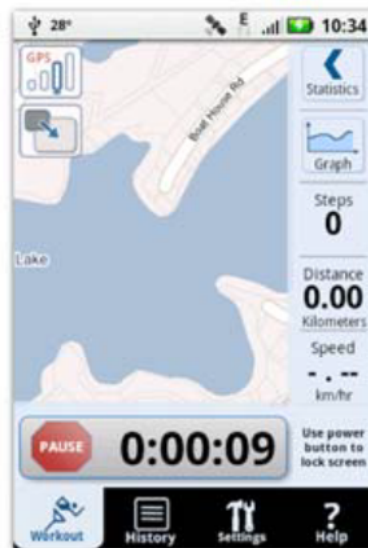 28°
E
10:34
GPS
Boat House Rd
Statistics
Graph
Steps
0
Lake
Distance
0.00
Kilometers
Speed
- . --
km/hr
PAUSE
0:00:09
Use power
button to
lock screen
Workout
History
Settings
?
Help